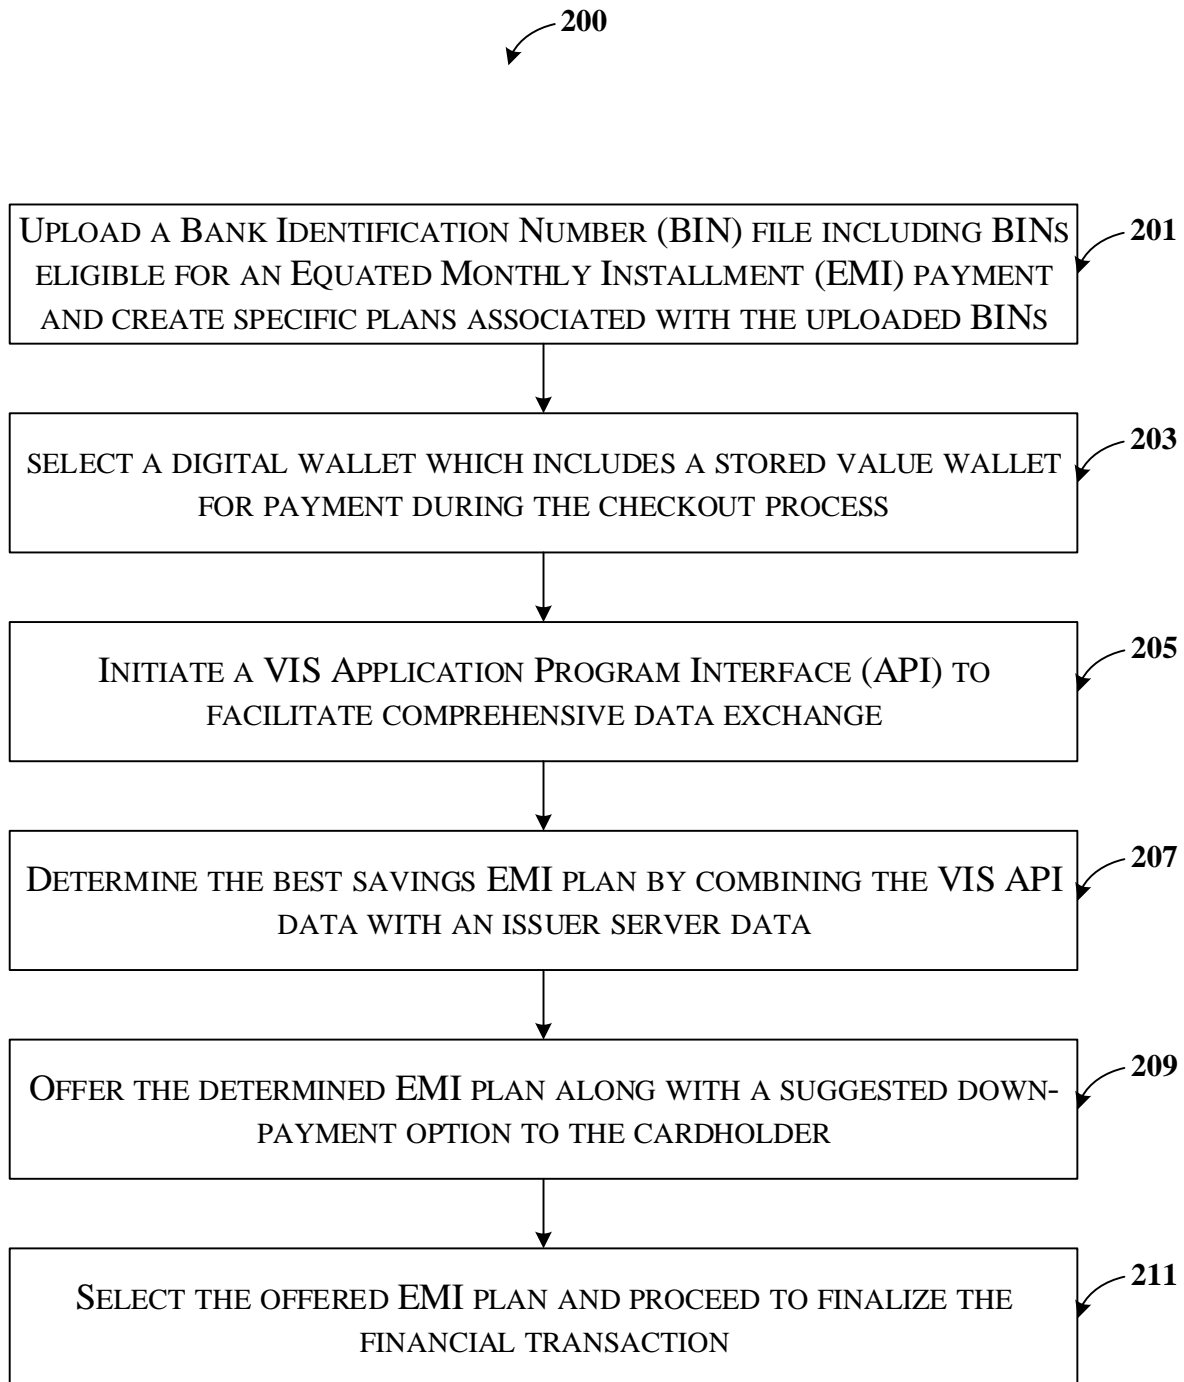 200
UPLOAD A BANK IDENTIFICATION NUMBER (BIN) FILE INCLUDING BINS
ELIGIBLE FOR AN EQUATED MONTHLY INSTALLMENT (EMI) PAYMENT
AND CREATE SPECIFIC PLANS ASSOCIATED WITH THE UPLOADED BINS
201
SELECT A DIGITAL WALLET WHICH INCLUDES A STORED VALUE WALLET
FOR PAYMENT DURING THE CHECKOUT PROCESS
203
INITIATE A VIS APPLICATION PROGRAM INTERFACE (API) TO
FACILITATE COMPREHENSIVE DATA EXCHANGE
205
DETERMINE THE BEST SAVINGS EMI PLAN BY COMBINING THE VIS API
DATA WITH AN ISSUER SERVER DATA
207
OFFER THE DETERMINED EMI PLAN ALONG WITH A SUGGESTED DOWN-
PAYMENT OPTION TO THE CARDHOLDER
209
SELECT THE OFFERED EMI PLAN AND PROCEED TO FINALIZE THE
FINANCIAL TRANSACTION
211